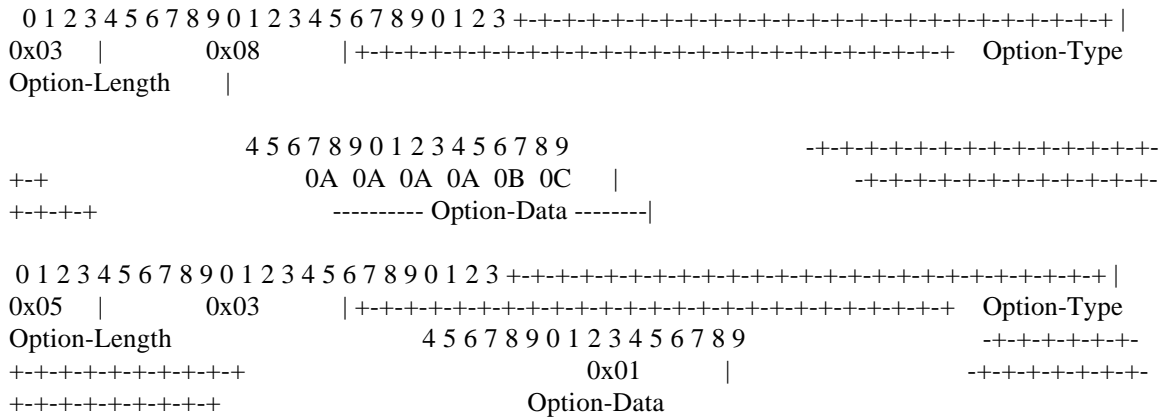 0 1 2 3 4 5 6 7 8 9 0 1 2 3 4 5 6 7 8 9 0 1 2 3 +-+-+-+-+-+-+-+-+-+-+-+-+-+-+-+-+-+-+-+-+-+-+-+-+ |
0x03 | 0x08 | +-+-+-+-+-+-+-+-+-+-+-+-+-+-+-+-+-+-+-+-+-+-+-+-+ Option-Type
Option-Length |
4 5 6 7 8 9 0 1 2 3 4 5 6 7 8 9 -+-+-+-+-+-+-+-+-+-+-+-+-+-+-
+-+ 0A 0A 0A 0A 0B 0C | -+-+-+-+-+-+-+-+-+-+-+-+-
+-+-+-+ ---------- Option-Data --------|
0 1 2 3 4 5 6 7 8 9 0 1 2 3 4 5 6 7 8 9 0 1 2 3 +-+-+-+-+-+-+-+-+-+-+-+-+-+-+-+-+-+-+-+-+-+-+-+-+ |
0x05 | 0x03 | +-+-+-+-+-+-+-+-+-+-+-+-+-+-+-+-+-+-+-+-+-+-+-+-+ Option-Type
Option-Length 4 5 6 7 8 9 0 1 2 3 4 5 6 7 8 9 -+-+-+-+-+-+-
+-+-+-+-+-+-+-+-+-+ 0x01 | -+-+-+-+-+-+-+-
+-+-+-+-+-+-+-+-+ Option-Data